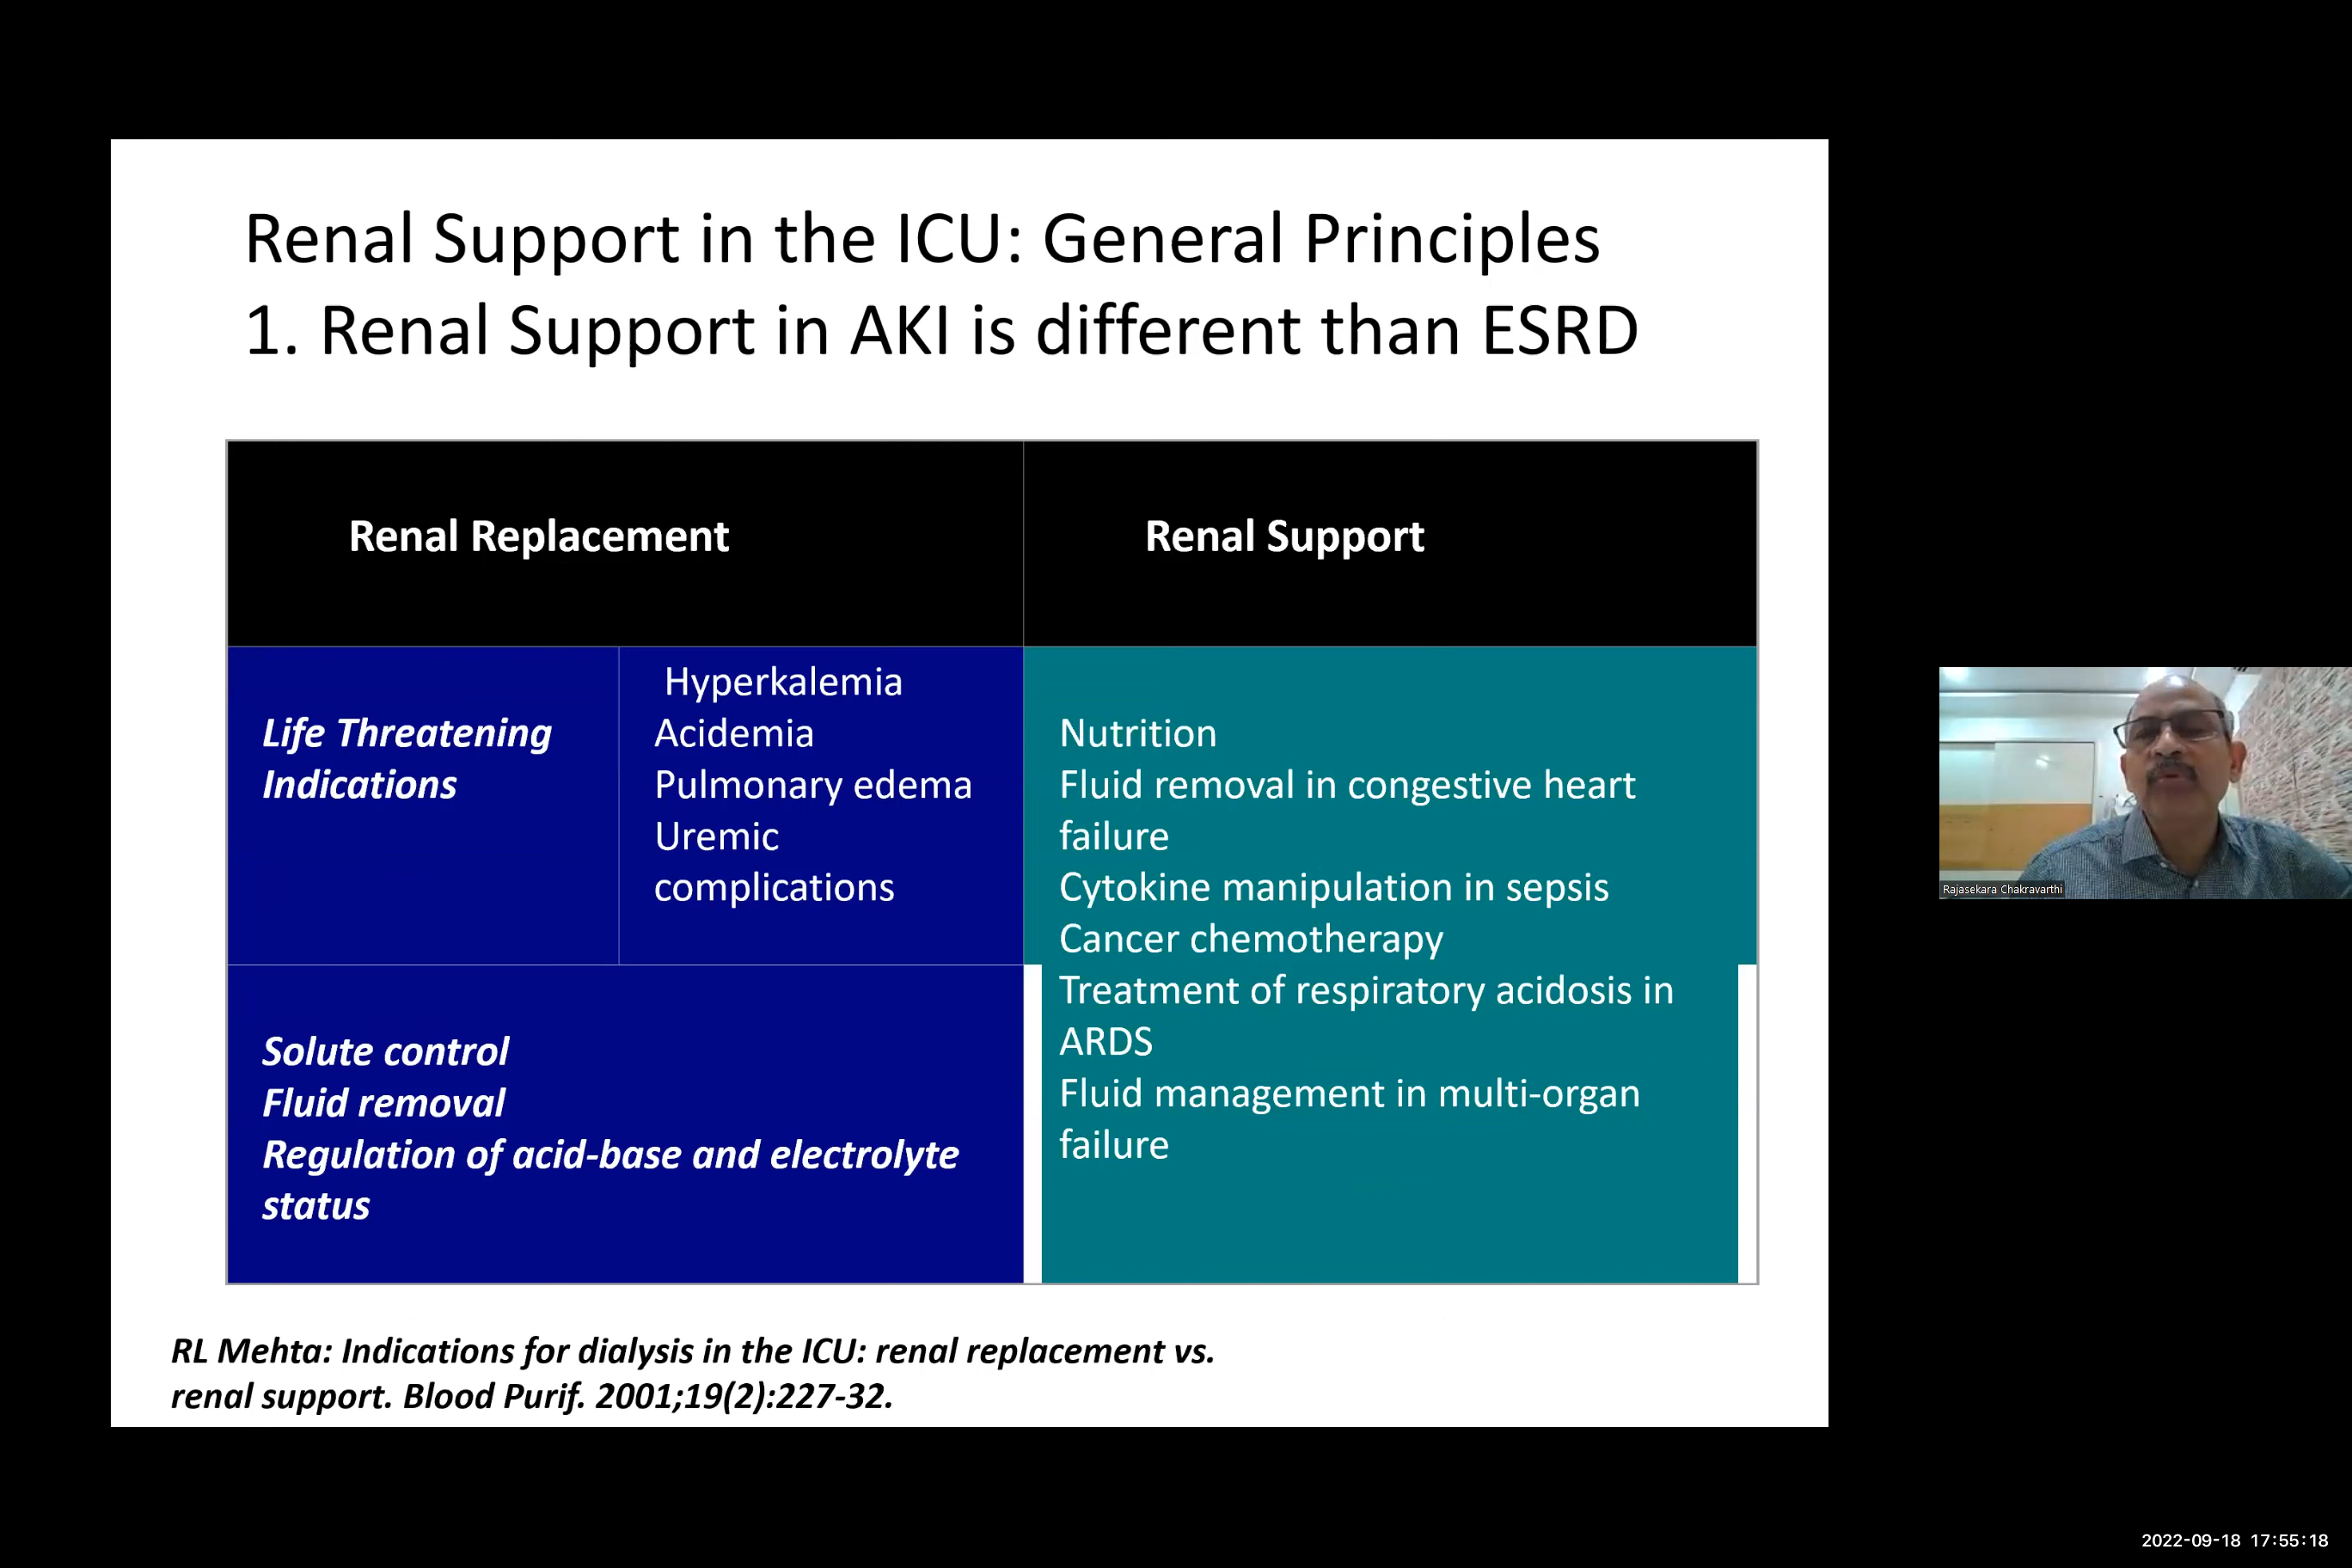 Renal Support in the ICU: General Principles
1. Renal Support in AKI is different than ESRD
Renal Replacement
Renal Support
Life Threatening
Indications
Hyperkalemia
Acidemia
Pulmonary edema
Uremic
complications
Nutrition
Fluid removal in congestive heart
failure
Cytokine manipulation in sepsis
Cancer chemotherapy
Treatment of respiratory acidosis in
ARDS
Fluid management in multi-organ
failure
Solute control
Fluid removal
Regulation of acid-base and electrolyte
status
RL Mehta: Indications for dialysis in the ICU: renal replacement vs.
renal support. Blood Purif. 2001;19(2):227-32.
Rajasekara Chakravarthi
2022-09-18 17:55:18